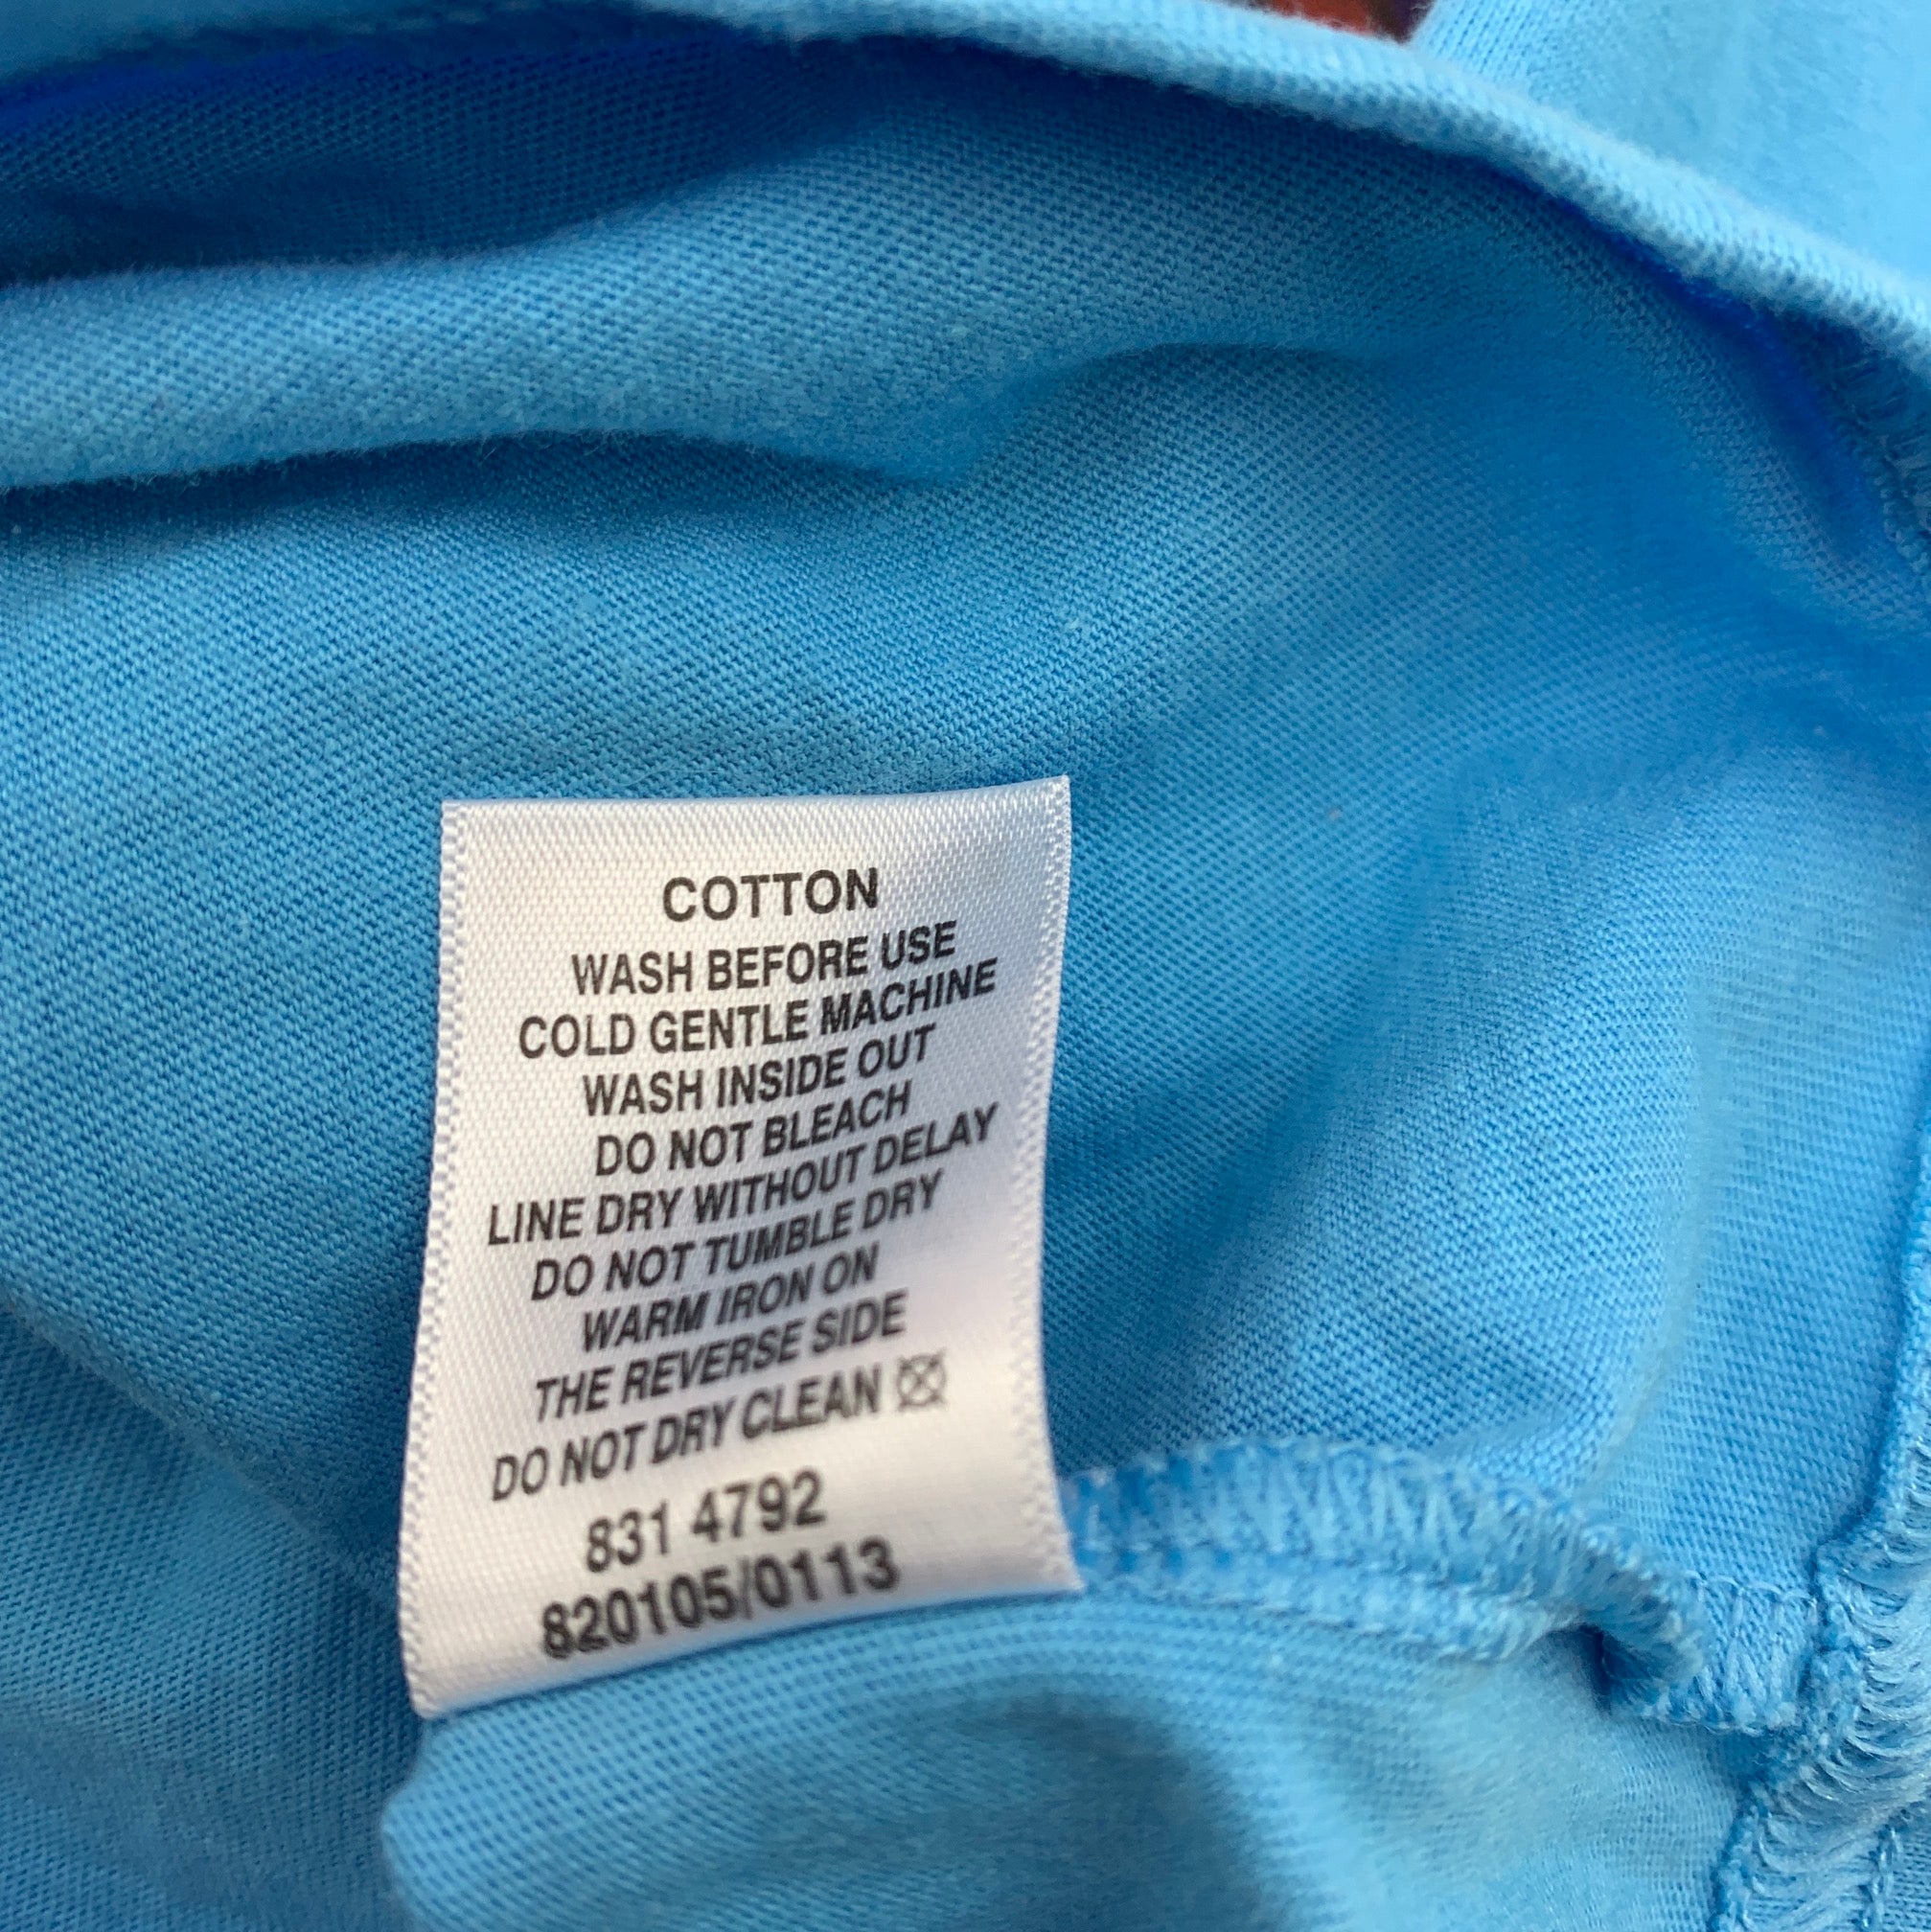 COTTON
WASH BEFORE USE
COLD GENTLE MACHINE
WASH INSIDE OUT
DO NOT BLEACH
LINE DRY WITHOUT DELAY
DO NOT TUMBLE DRY
WARM IRON ON
THE REVERSE SIDE
DO NOT DRY CLEAN
831 4792
820105/0113